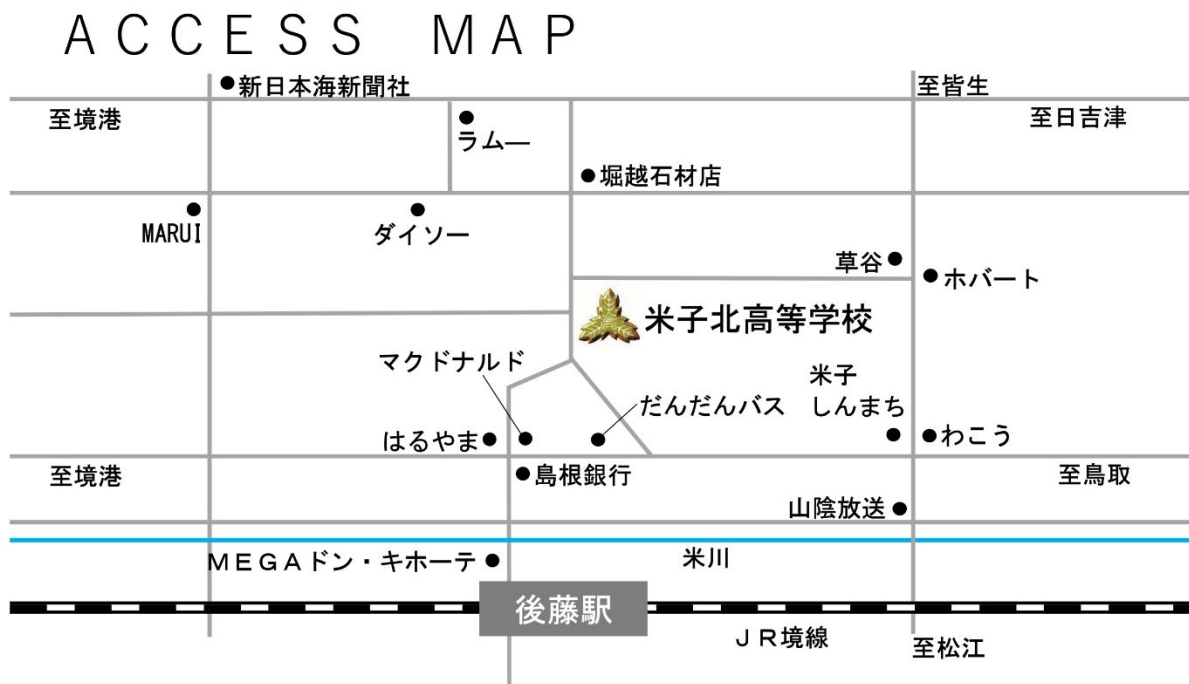 ACCESS MAP
新日本海新聞社
至皆生
至境港
ラムー
至日吉津
堀越石材店
MARUI
ダイソー
草谷
ホバート
米子北高等学校
マクドナルド
米子
しんまち
だんだんバス
はるやま
わこう
至境港
島根銀行
至鳥取
山陰放送
MEGAドン・キホーテ
米川
後藤駅
JR境線
至松江